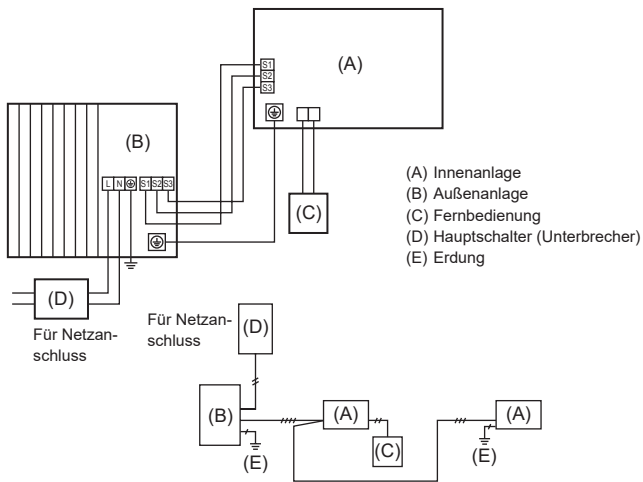 S1
S2
S3
(A)
(B)
L N S1 S2 S3
(C)
(D)
Für Netzan-
schluss
(A) Innenanlage
(B) Außenanlage
(C) Fernbedienung
(D) Hauptschalter (Unterbrecher)
(E) Erdung
Für Netzan-
schluss
(D)
(B)
(A)
(A)
(C)
(E)
(E)